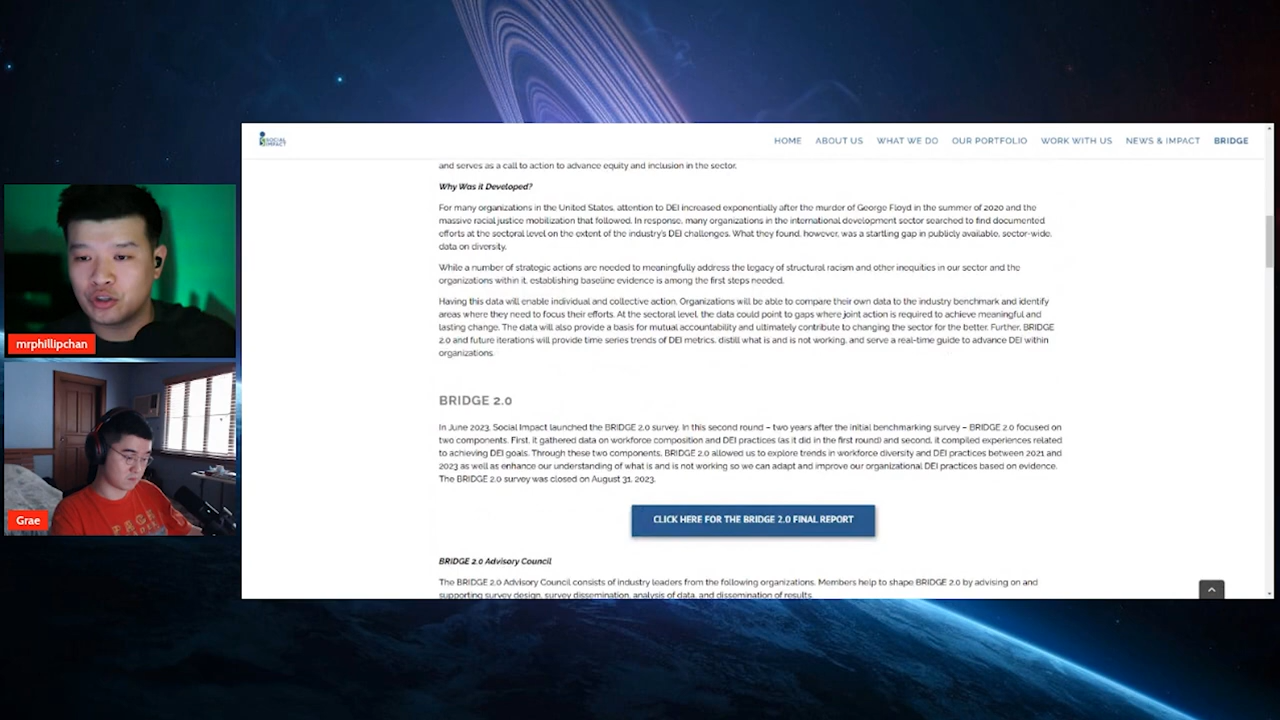 SOCIAL
IMPACT
HOME
ABOUT US
WHAT WE DO
OUR PORTFOLIO
WORK WITH US
NEWS & IMPACT
BRIDGE
and serves as a call to action to advance equity and inclusion in the sector.
Why Was it Developed?
For many organizations in the United States, attention to DEI increased exponentially after the murder of George Floyd in the summer of 2020 and the
massive racial justice mobilization that followed. In response, many organizations in the international development sector searched to find documented
efforts at the sectoral level on the extent of the industry's DEI challenges. What they found, however, was a startling gap in publicly available, sector-wide,
data on diversity.
While a number of strategic actions are needed to meaningfully address the legacy of structural racism and other inequities in our sector and the
organizations within it, establishing baseline evidence is among the first steps needed.
Having this data will enable individual and collective action. Organizations will be able to compare their own data to the industry benchmark and identify
areas where they need to focus their efforts. At the sectoral level, the data could point to gaps where joint action is required to achieve meaningful and
lasting change. The data will also provide a basis for mutual accountability and ultimately contribute to changing the sector for the better. Further, BRIDGE
2.0 and future iterations will provide time series trends of DEI metrics, distill what is and is not working, and serve a real-time guide to advance DEI within
organizations.
BRIDGE 2.0
In June 2023, Social Impact launched the BRIDGE 2.0 survey. In this second round – two years after the initial benchmarking survey – BRIDGE 2.0 focused on
two components. First, it gathered data on workforce composition and DEI practices (as it did in the first round) and second, it compiled experiences related
to achieving DEI goals. Through these two components, BRIDGE 2.0 allowed us to explore trends in workforce diversity and DEI practices between 2021 and
2023 as well as enhance our understanding of what is and is not working so we can adapt and improve our organizational DEI practices based on evidence.
The BRIDGE 2.0 survey was closed on August 31, 2023.
CLICK HERE FOR THE BRIDGE 2.0 FINAL REPORT
BRIDGE 2.0 Advisory Council
The BRIDGE 2.0 Advisory Council consists of industry leaders from the following organizations. Members help to shape BRIDGE 2.0 by advising on and
supporting survey design, survey dissemination, analysis of data, and dissemination of results.
mrphillipchan
Grae